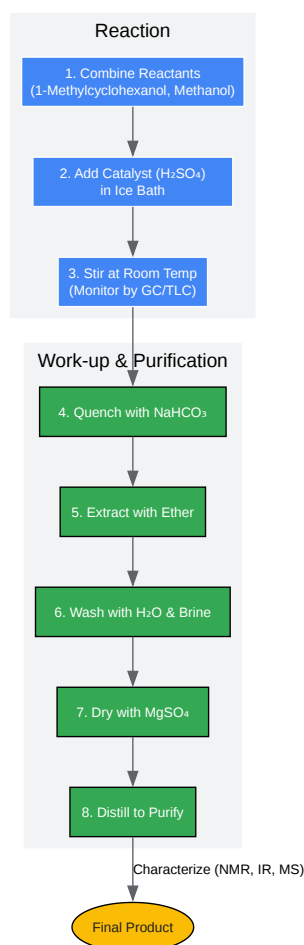 Reaction
1. Combine Reactants
(1-Methylcyclohexanol, Methanol)
2. Add Catalyst (H₂SO₄)
in Ice Bath
3. Stir at Room Temp
(Monitor by GC/TLC)
Work-up & Purification
4. Quench with NaHCO₃
5. Extract with Ether
6. Wash with H₂O & Brine
7. Dry with MgSO₄
8. Distill to Purify
Characterize (NMR, IR, MS)
Final Product